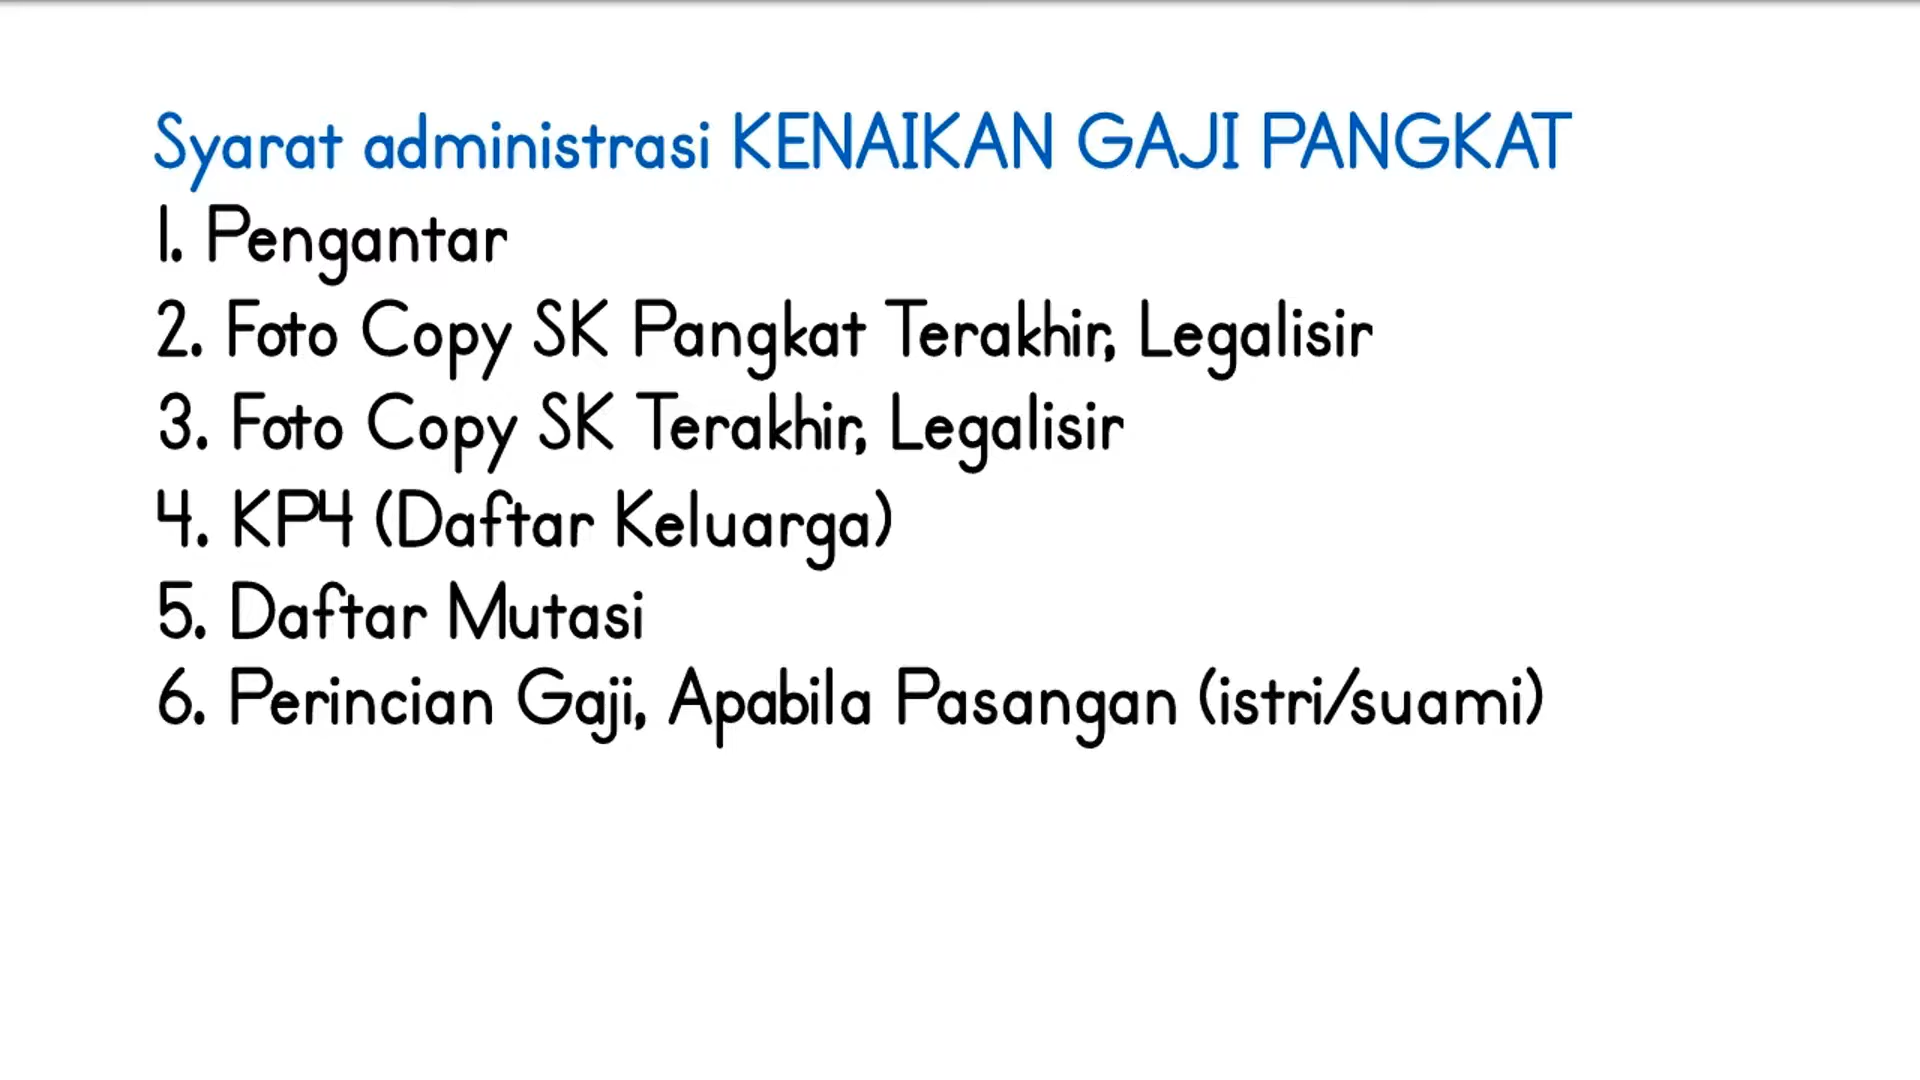 Syarat administrasi KENAIKAN GAJI PANGKAT
1. Pengantar
2. Foto Copy SK Pangkat Terakhir, Legalisir
3. Foto Copy SK Terakhir, Legalisir
4. KP4 (Daftar Keluarga)
5. Daftar Mutasi
6. Perincian Gaji, Apabila Pasangan (istri/suami)